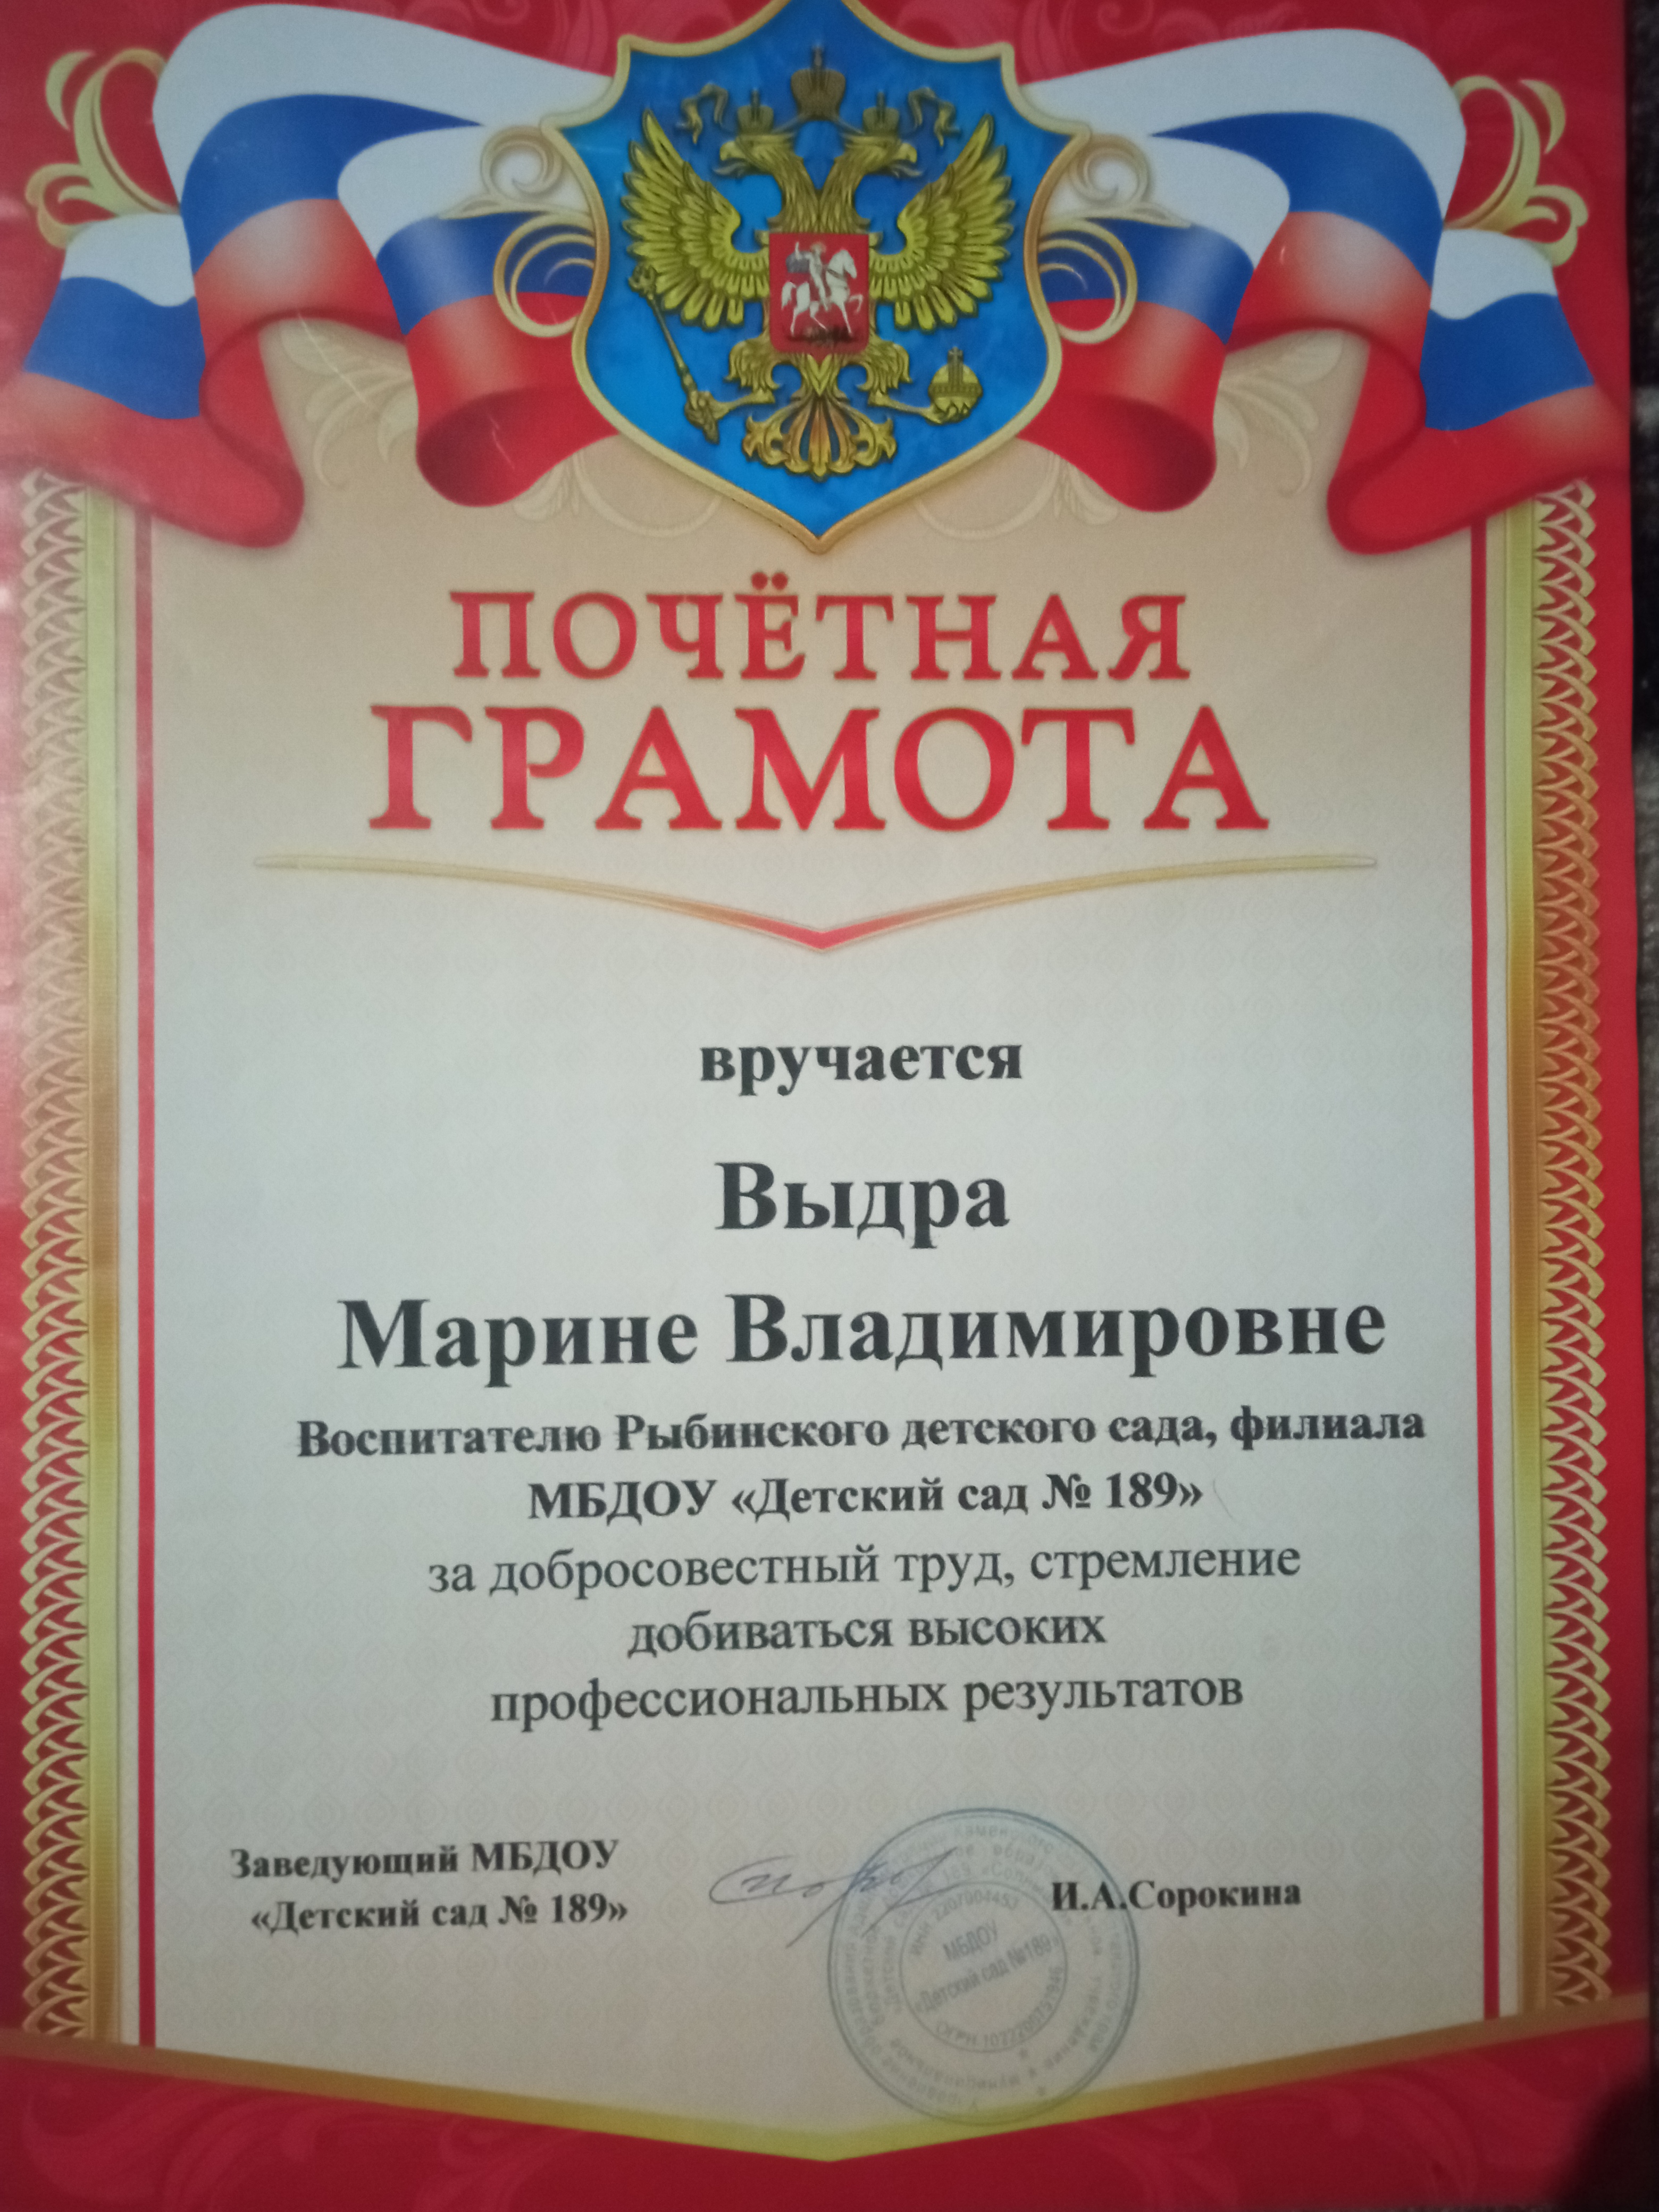 ПОЧЁТНАЯ
ГРАМОТА
вручается
Выдра
Марине Владимировне
Воспитателю Рыбинского детского сада, филиала
МБДОУ «Детский сад № 189»
за добросовестный труд, стремление
добиваться высоких
профессиональных результатов
Заведующий МБДОУ
«Детский сад № 189»
И.А.Сорокина
МБДОУ
«Детский сад №189»